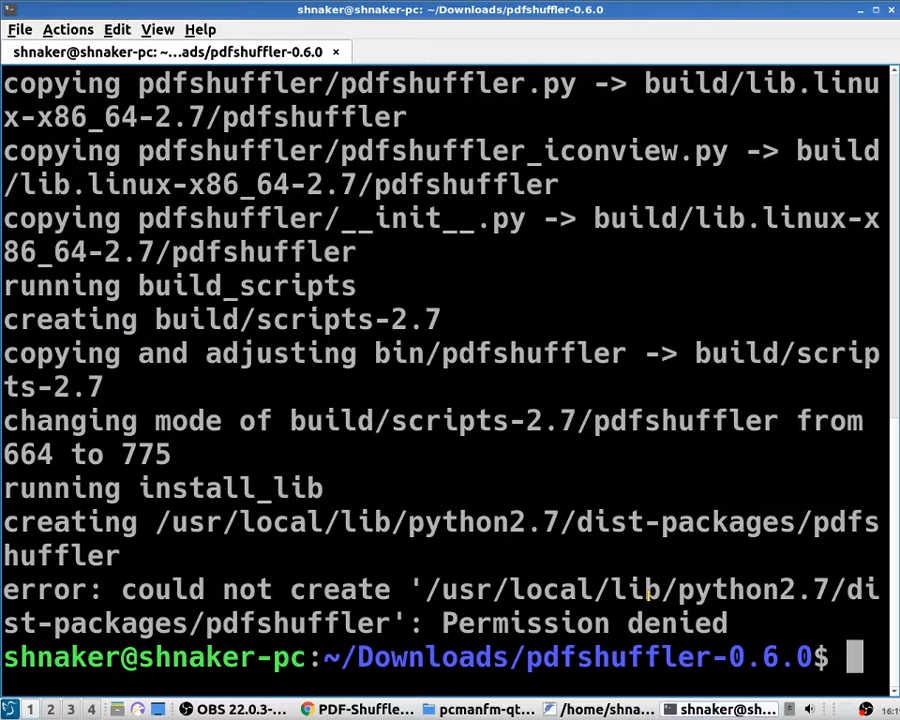 shnaker@shnaker-pc: ~/Downloads/pdfshuffler-0.6.0
File Actions Edit View Help
shnaker@shnaker-pc: ~...ads/pdfshuffler-0.6.0 ×
copying pdfshuffler/pdfshuffler.py -> build/lib.linu
x-x86_64-2.7/pdfshuffler
copying pdfshuffler/pdfshuffler_iconview.py -> build
/lib.linux-x86_64-2.7/pdfshuffler
copying pdfshuffler/__init__.py -> build/lib.linux-x
86_64-2.7/pdfshuffler
running build_scripts
creating build/scripts-2.7
copying and adjusting bin/pdfshuffler -> build/scrip
ts-2.7
changing mode of build/scripts-2.7/pdfshuffler from
664 to 775
running install_lib
creating /usr/local/lib/python2.7/dist-packages/pdfs
huffler
error: could not create '/usr/local/lib/python2.7/di
st-packages/pdfshuffler': Permission denied
shnaker@shnaker-pc:~/Downloads/pdfshuffler-0.6.0$
1 2 3 4 OBS 22.0.3-... PDF-Shuffle... pcmanfm-qt... /home/shna... shnaker@sh... 16:1